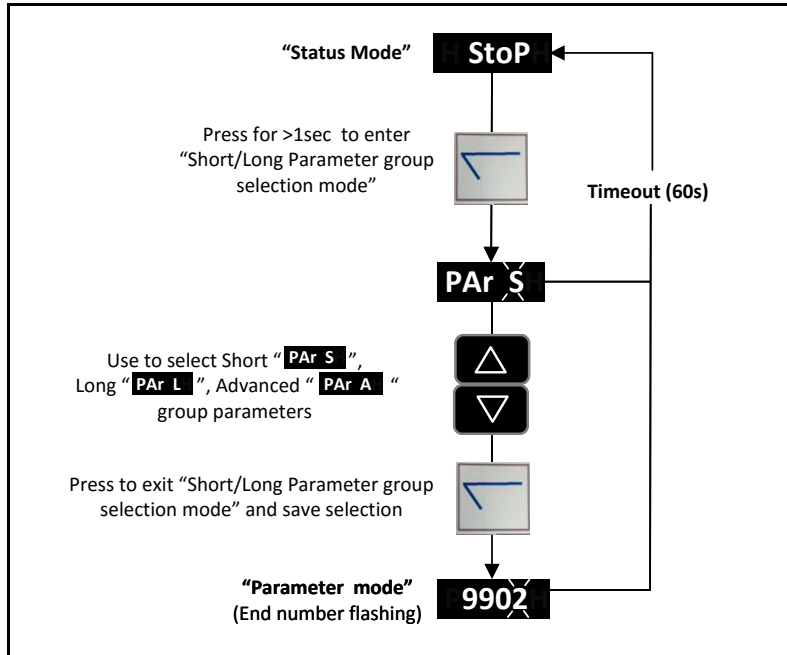 “Status Mode”
StoP
Press for >1sec to enter
“Short/Long Parameter group
selection mode”
Timeout (60s)
PAr S
Use to select Short “ PAr S ”,
Long “ PAr L ”, Advanced “ PAr A “
group parameters
Press to exit “Short/Long Parameter group
selection mode” and save selection
“Parameter mode”
(End number flashing)
9902